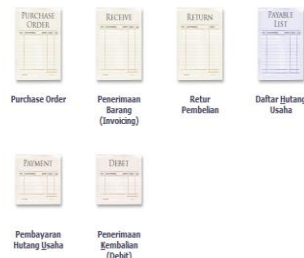 PURCHASE ORDER
RECEIVE
RETURN
PAYABLE LIST
Purchase Order
Penerimaan Barang (Invoicing)
Retur Pembelian
Daftar Hutang Usaha
PAYMENT
DEBET
Pembayaran Hutang Usaha
Penerimaan Kembalian (Debit)